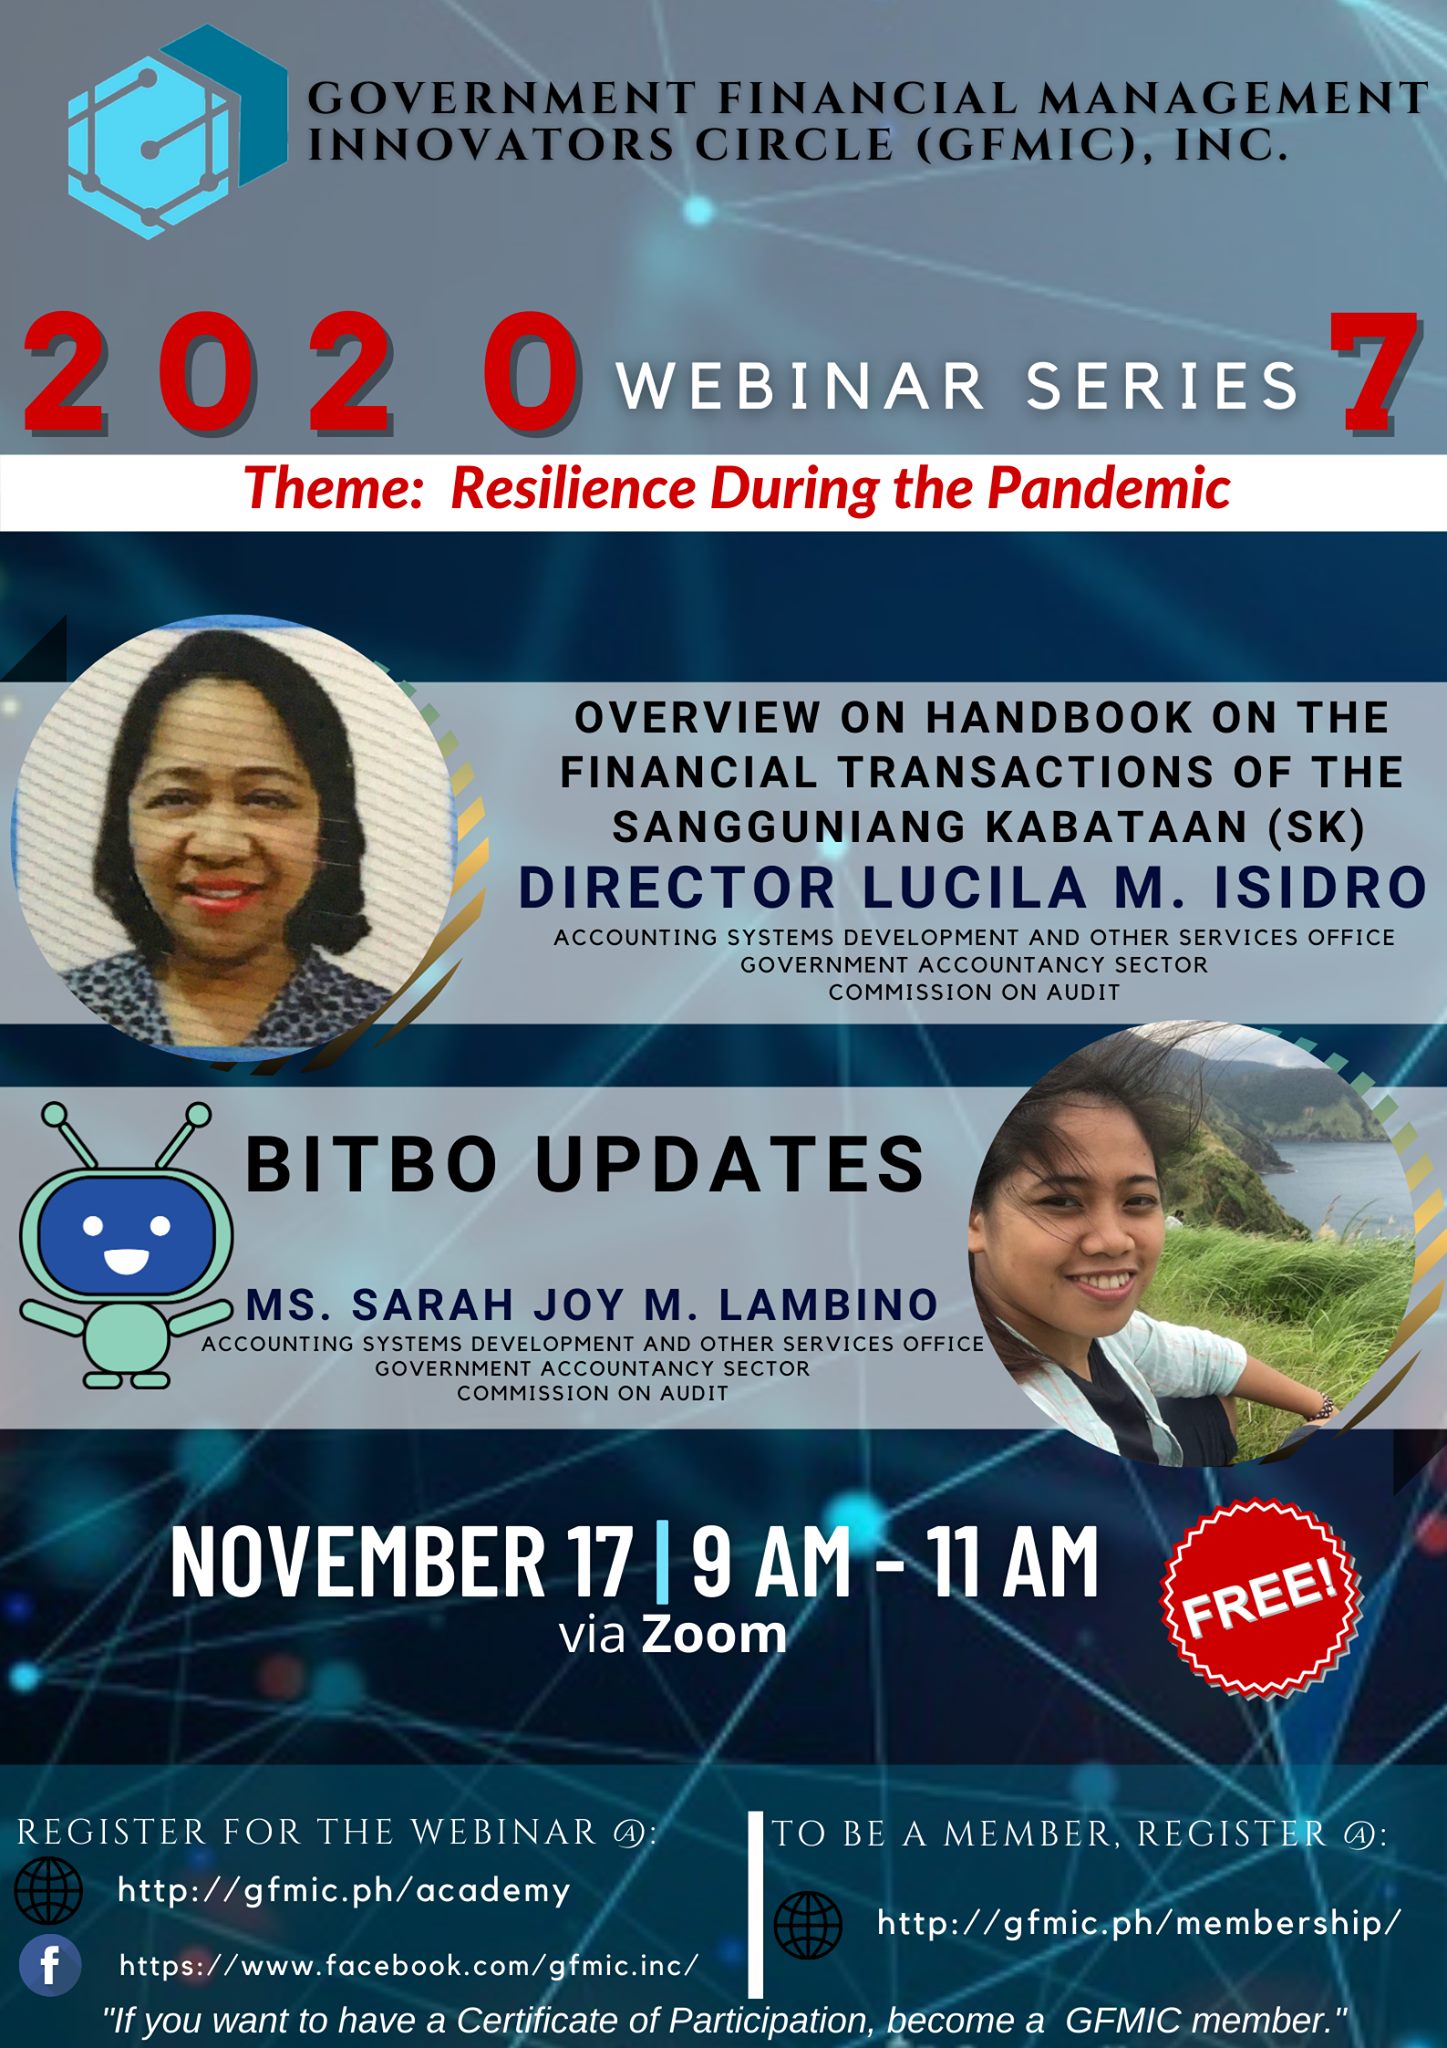 GOVERNMENT FINANCIAL MANAGEMENT
INNOVATORS CIRCLE (GFMIC), INC.
2020 WEBINAR SERIES 7
Theme: Resilience During the Pandemic
OVERVIEW ON HANDBOOK ON THE
FINANCIAL TRANSACTIONS OF THE
SANGGUNIANG KABATAAN (SK)
DIRECTOR LUCILA M. ISIDRO
ACCOUNTING SYSTEMS DEVELOPMENT AND OTHER SERVICES OFFICE
GOVERNMENT ACCOUNTANCY SECTOR
COMMISSION ON AUDIT
BITBO UPDATES
MS. SARAH JOY M. LAMBINO
ACCOUNTING SYSTEMS DEVELOPMENT AND OTHER SERVICES OFFICE
GOVERNMENT ACCOUNTANCY SECTOR
COMMISSION ON AUDIT
NOVEMBER 17 | 9 AM - 11 AM
via Zoom
FREE!
REGISTER FOR THE WEBINAR @:
http://gfmic.ph/academy
https://www.facebook.com/gfmic.inc/
TO BE A MEMBER, REGISTER @:
http://gfmic.ph/membership/
"If you want to have a Certificate of Participation, become a GFMIC member."